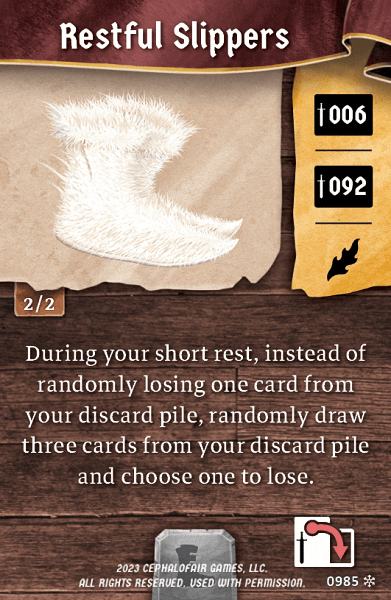 Restful Slippers
006
092
2/2
During your short rest, instead of
randomly losing one card from
your discard pile, randomly draw
three cards from your discard pile
and choose one to lose.
2023 CEPHALOFAIR GAMES, LLC.
ALL RIGHTS RESERVED. USED WITH PERMISSION.
0985